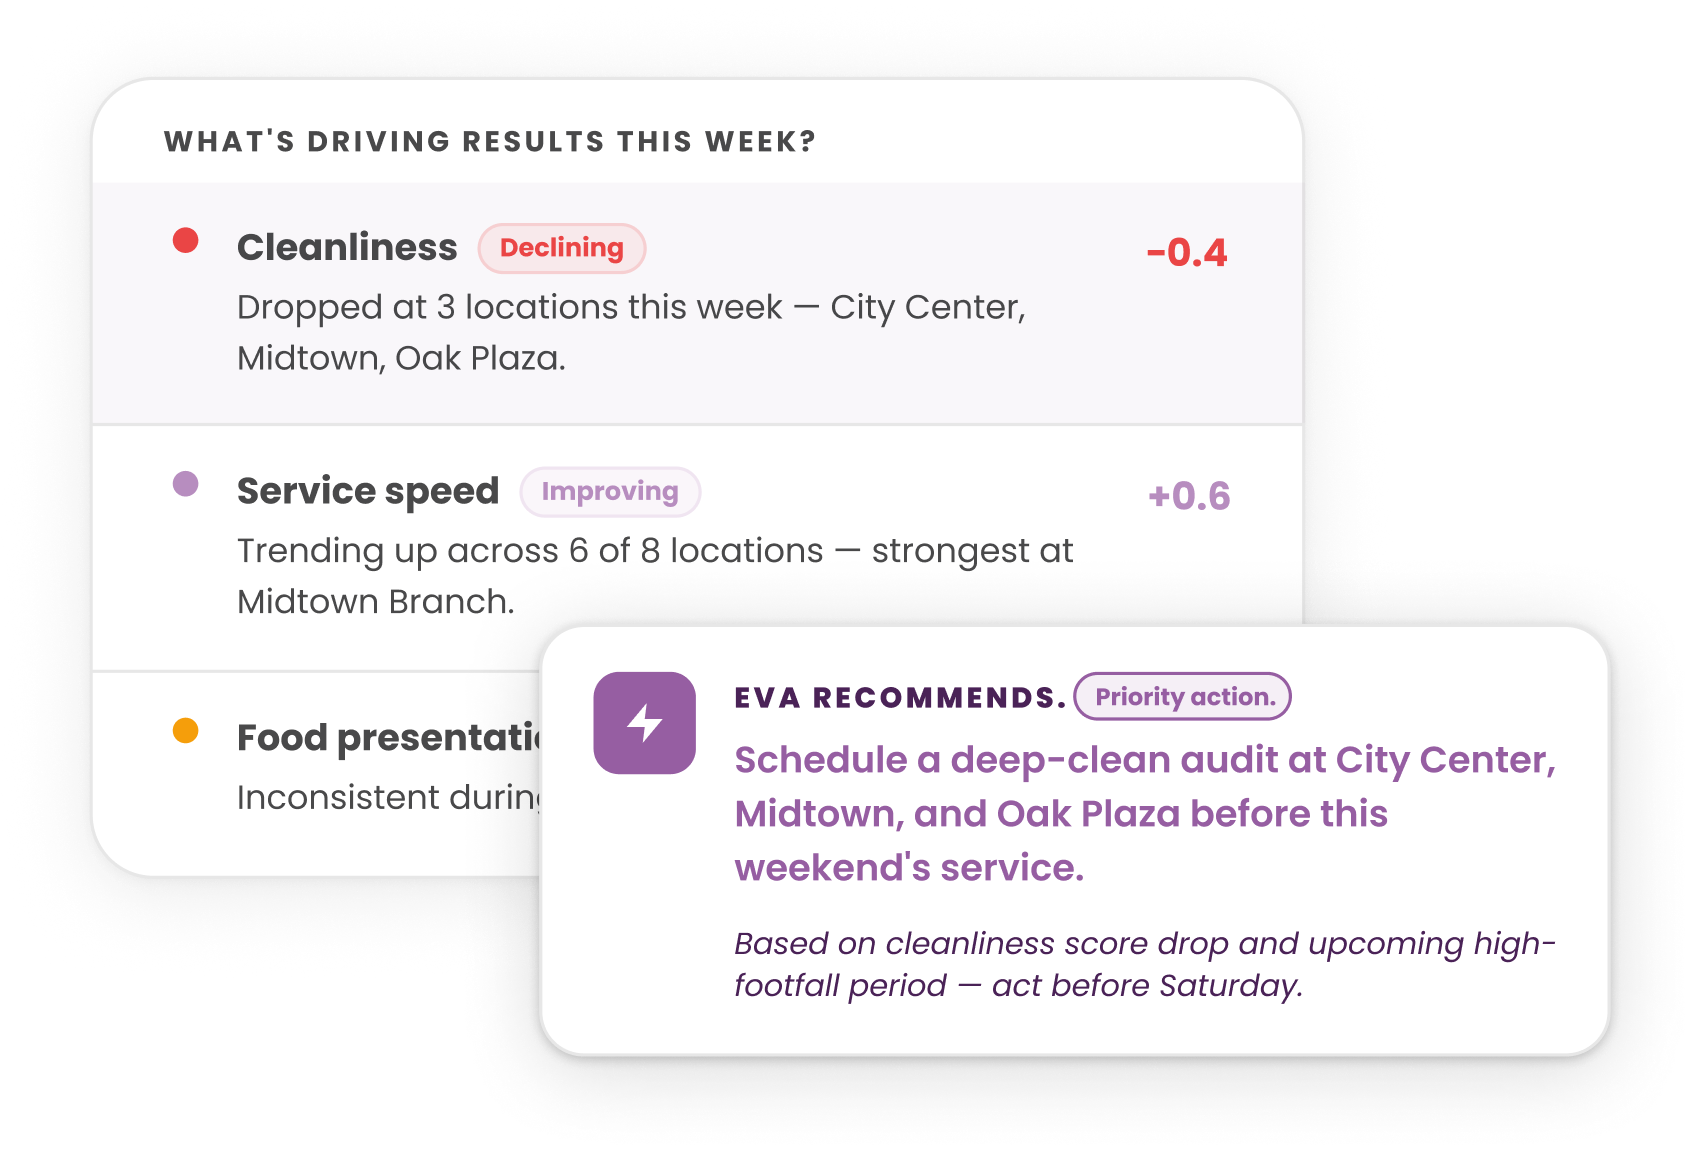 WHAT'S DRIVING RESULTS THIS WEEK?
Cleanliness Declining -0.4
Dropped at 3 locations this week — City Center,
Midtown, Oak Plaza.
Service speed Improving +0.6
Trending up across 6 of 8 locations — strongest at
Midtown Branch.
Food
Inconsistent
EVA RECOMMENDS. Priority action.
Schedule a deep-clean audit at City Center,
Midtown, and Oak Plaza before this
weekend's service.
Based on cleanliness score drop and upcoming high-
footfall period — act before Saturday.